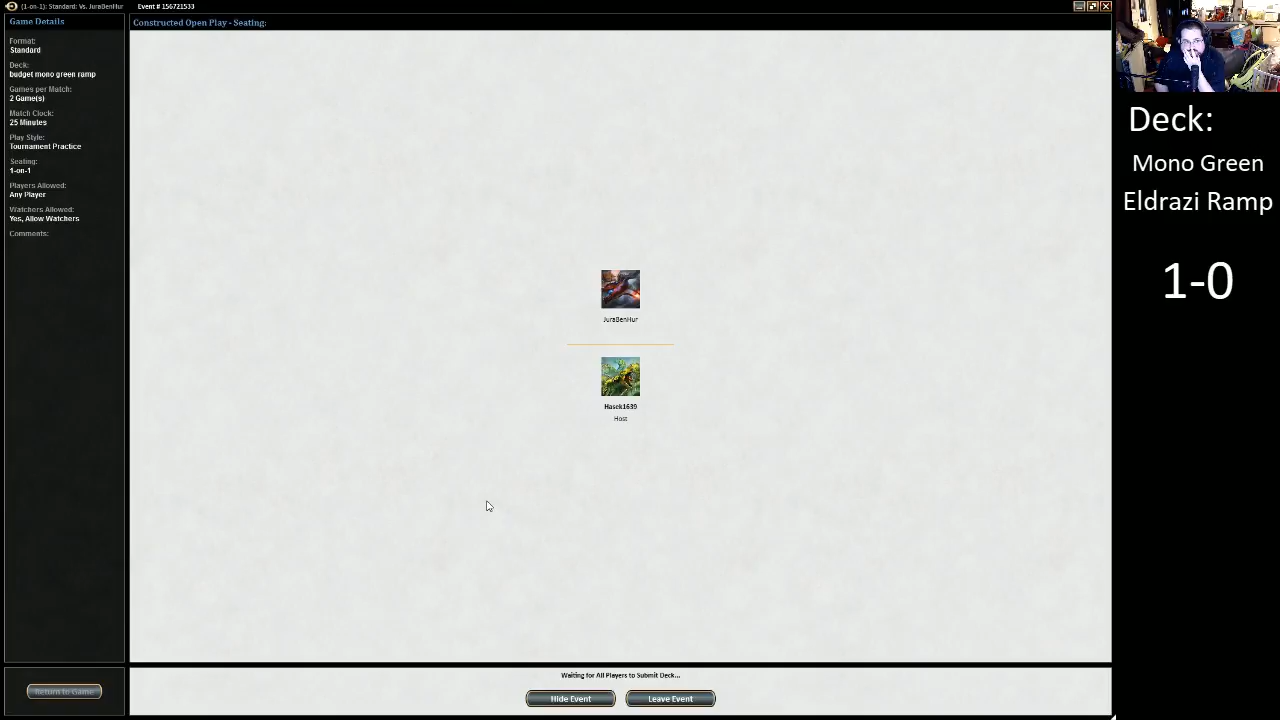 (1-on-1): Standard: Vs. JuraBenHur
Event # 156721533
Game Details
Constructed Open Play - Seating:
Format:
Standard
Deck:
budget mono green ramp
Games per Match:
2 Game(s)
Match Clock:
25 Minutes
Play Style:
Tournament Practice
Seating:
1-on-1
Players Allowed:
Any Player
Watchers Allowed:
Yes, Allow Watchers
Comments:
JuraBenHur
Hasek1639
Host
Waiting for All Players to Submit Deck...
Return to Game
Hide Event
Leave Event
Deck:
Mono Green
Eldrazi Ramp
1-0